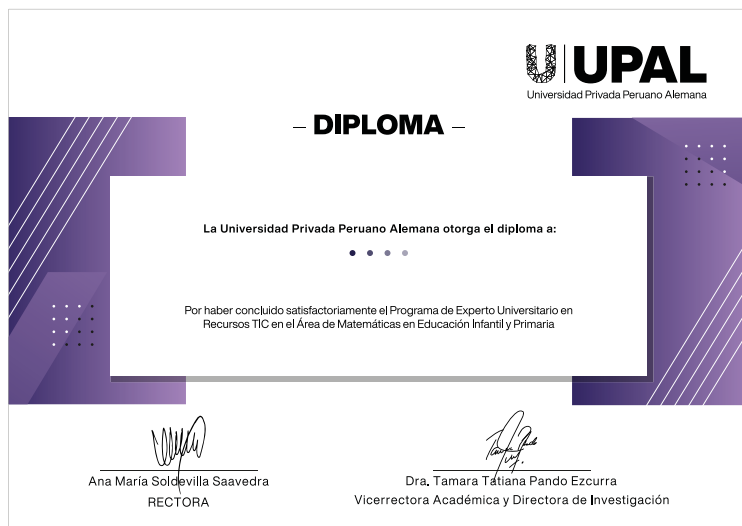 UPAL
Universidad Privada Peruano Alemana
– DIPLOMA –
La Universidad Privada Peruano Alemana otorga el diploma a:
Por haber concluido satisfactoriamente el Programa de Experto Universitario en
Recursos TIC en el Área de Matemáticas en Educación Infantil y Primaria
Ana María Soldevilla Saavedra
RECTORA
Dra. Tamara Tatiana Pando Ezcurra
Vicerrectora Académica y Directora de Investigación